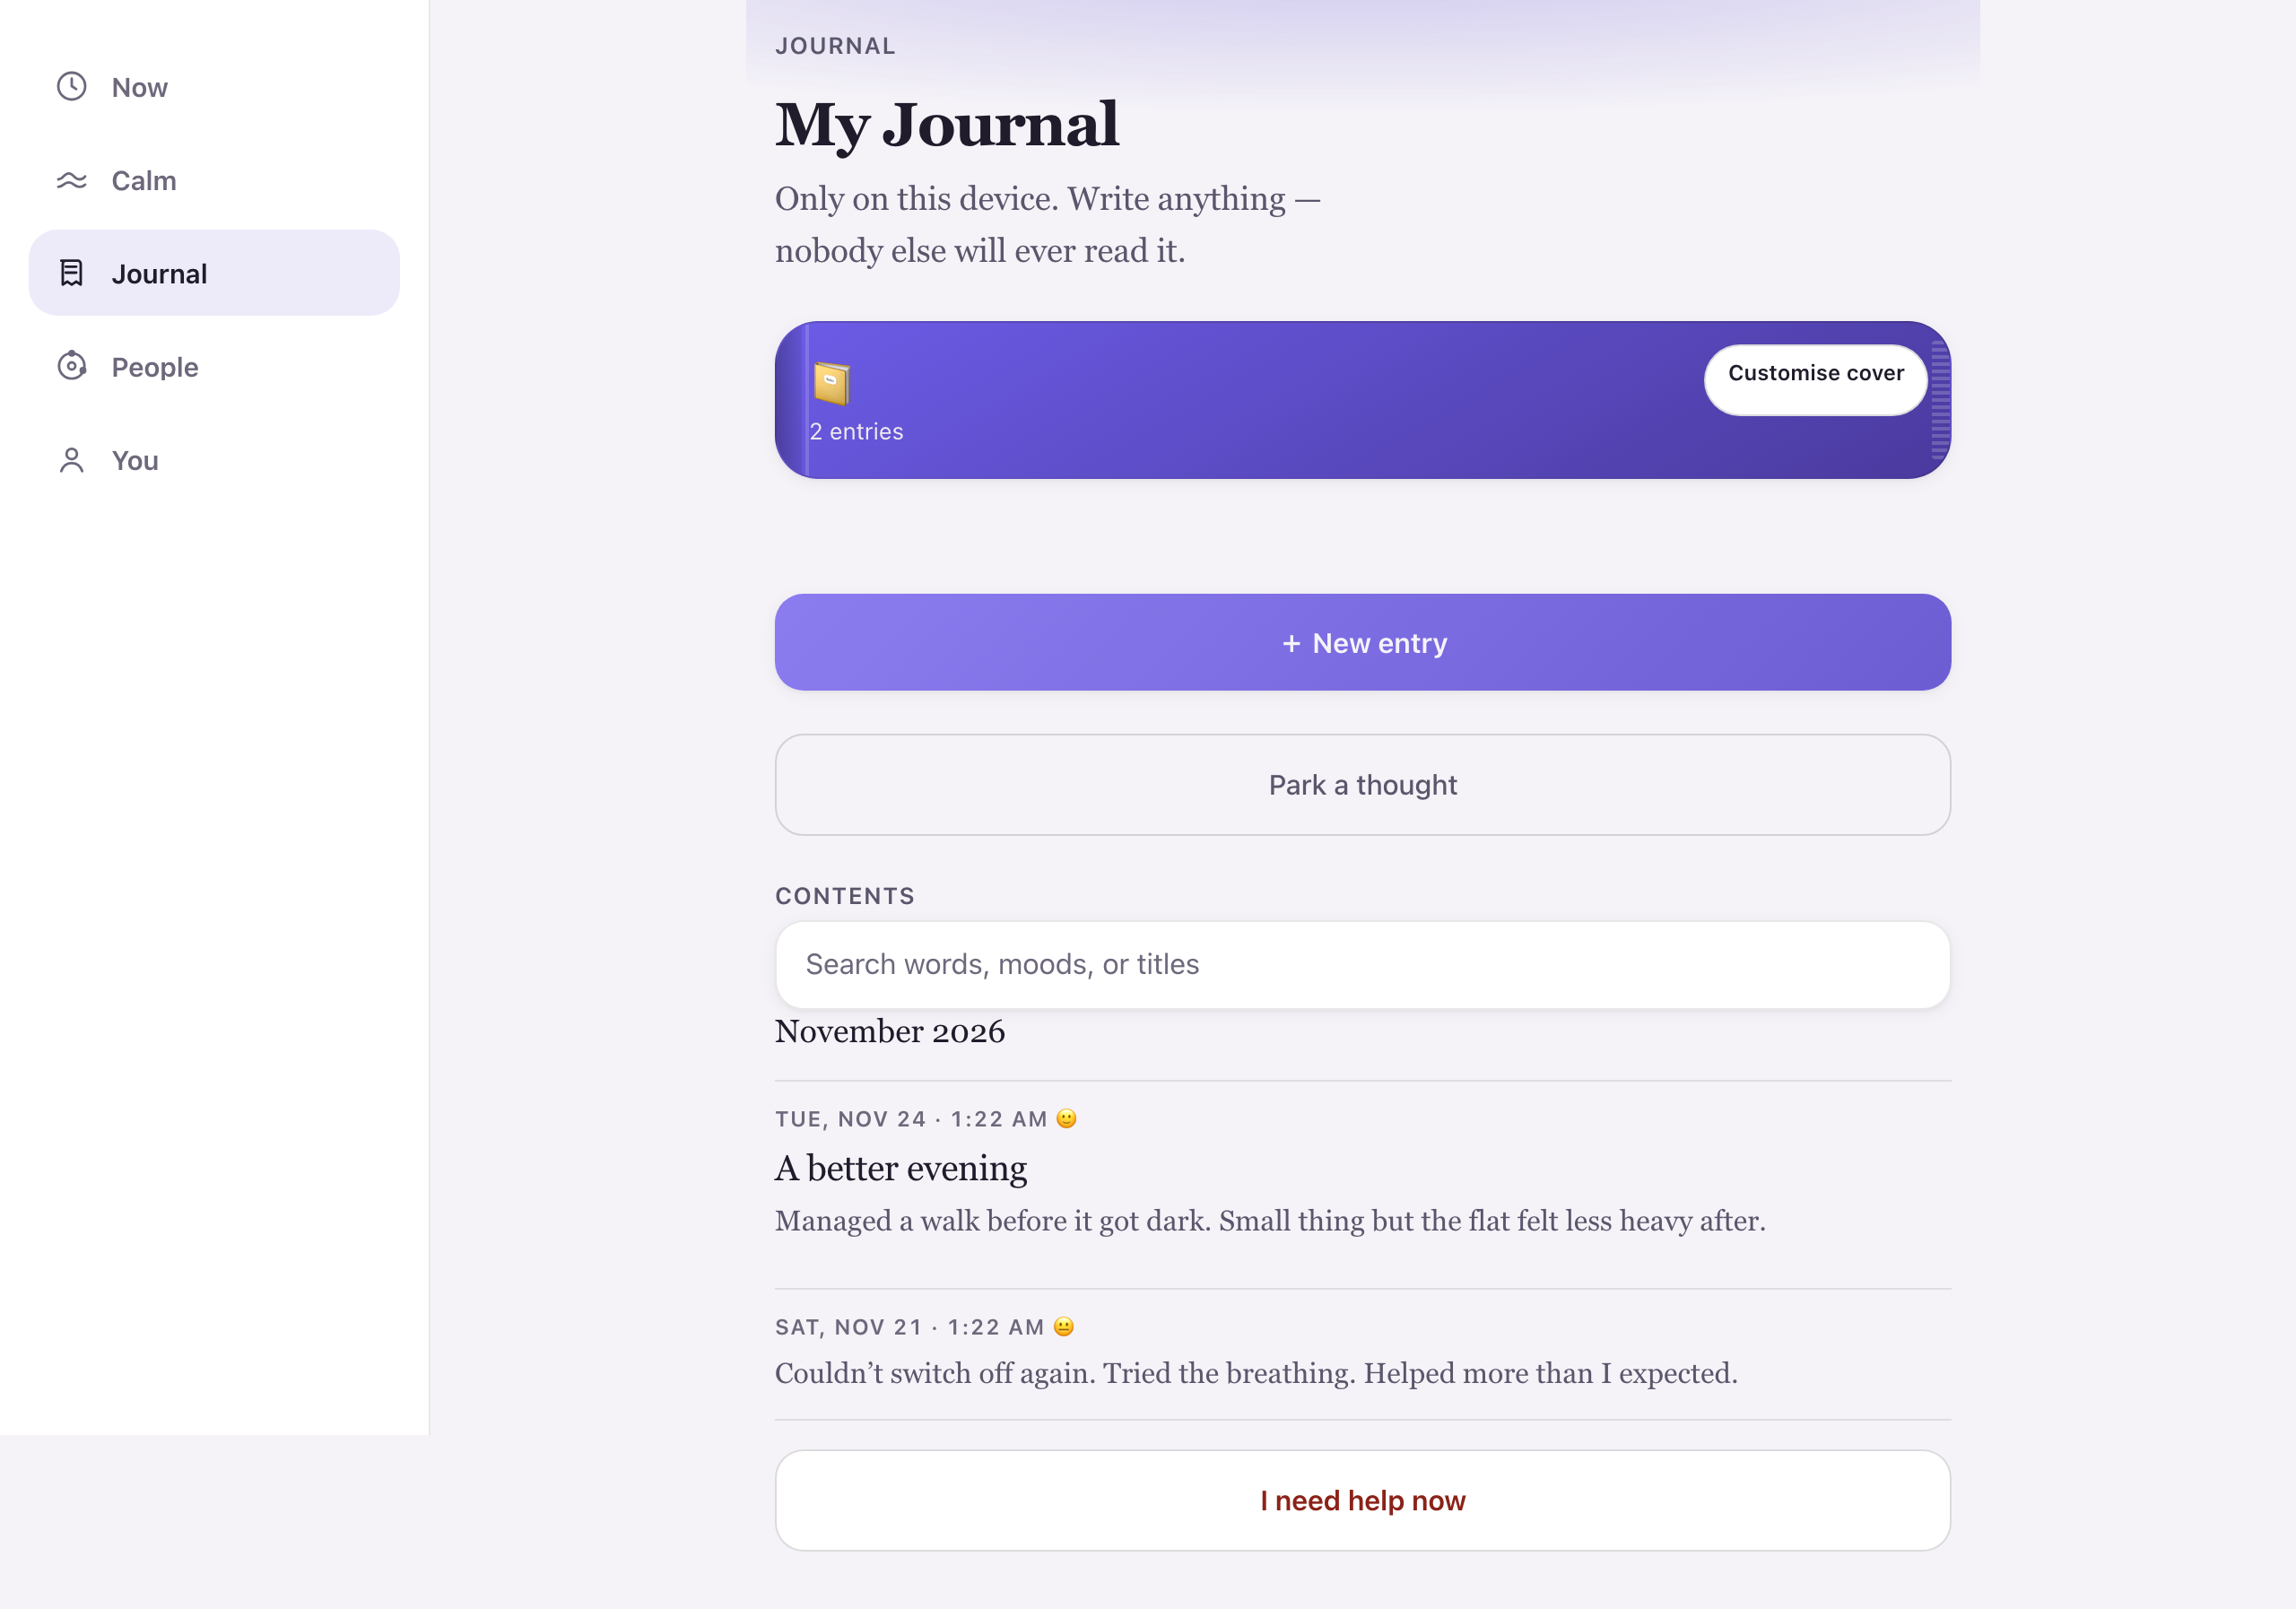 Now
Calm
Journal
People
You
JOURNAL
My Journal
Only on this device. Write anything —
nobody else will ever read it.
2 entries
Customise cover
+ New entry
Park a thought
CONTENTS
Search words, moods, or titles
November 2026
TUE, NOV 24 · 1:22 AM 🙂
A better evening
Managed a walk before it got dark. Small thing but the flat felt less heavy after.
SAT, NOV 21 · 1:22 AM 😐
Couldn’t switch off again. Tried the breathing. Helped more than I expected.
I need help now